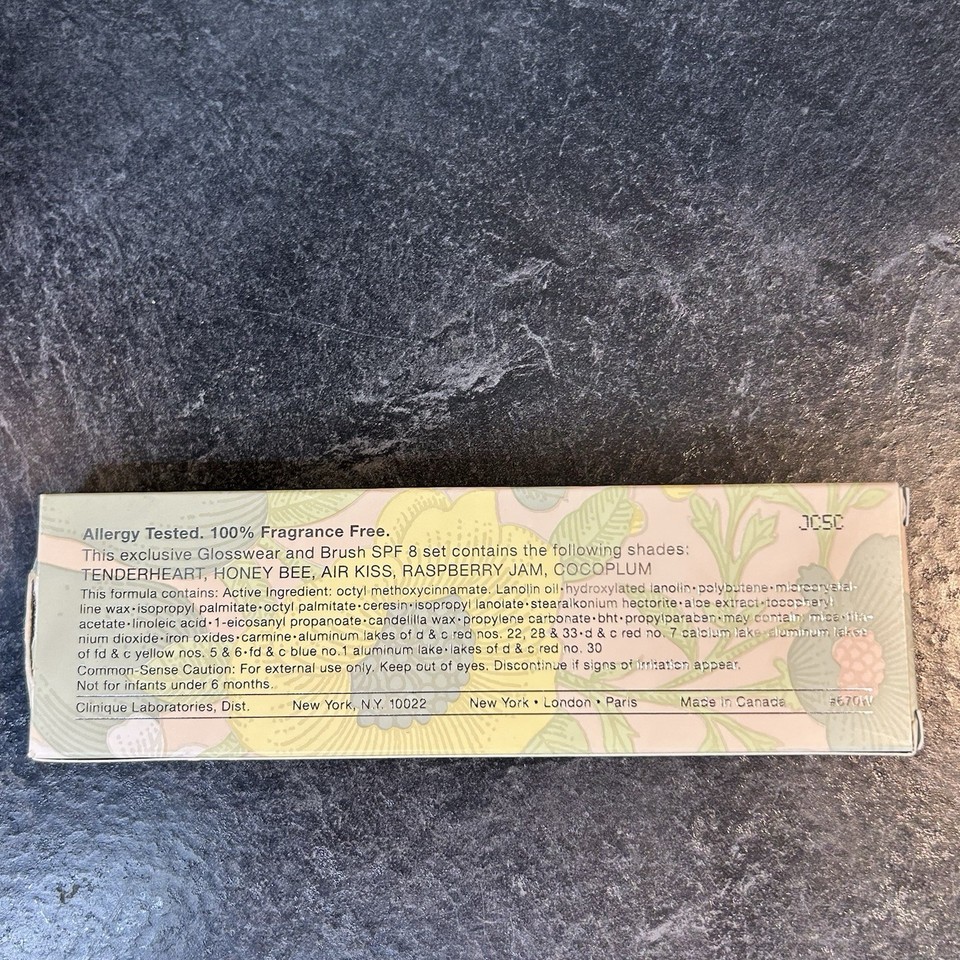 JCSC
Allergy Tested. 100% Fragrance Free.
This exclusive Glosswear and Brush SPF 8 set contains the following shades:
TENDERHEART, HONEY BEE, AIR KISS, RASPBERRY JAM, COCOPLUM
This formula contains: Active Ingredient: octyl methoxycinnamate. Lanolin oil•hydroxylated lanolin•polybutene•microcrystal-
line wax•isopropyl palmitate•octyl palmitate•ceresin•isopropyl lanolate•stearalkonium hectorite•aloe extract•tocopheryl
acetate•linoleic acid•1-eicosanyl propanoate•candelilla wax•propylene carbonate•bht•propylparaben•may contain: mica•tita-
nium dioxide•iron oxides•carmine•aluminum lakes of d & c red nos. 22, 28 & 33•d & c red no. 7 calcium lake•aluminum lakes
of fd & c yellow nos. 5 & 6•fd & c blue no.1 aluminum lake•lakes of d & c red no. 30
Common-Sense Caution: For external use only. Keep out of eyes. Discontinue if signs of irritation appear.
Not for infants under 6 months.
Clinique Laboratories, Dist. New York, N.Y. 10022 New York • London • Paris Made in Canada